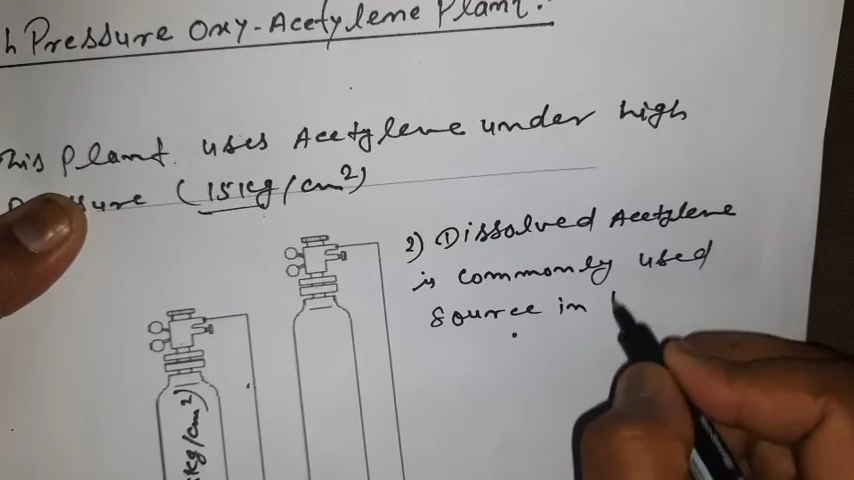 h Pressure Oxy-Acetylene Plant.
This Plant uses Acetylene under high
Pressure (15Kg/cm²)
2) Dissolved Acetylene
is commonly used
Source in
Kg/cm²)